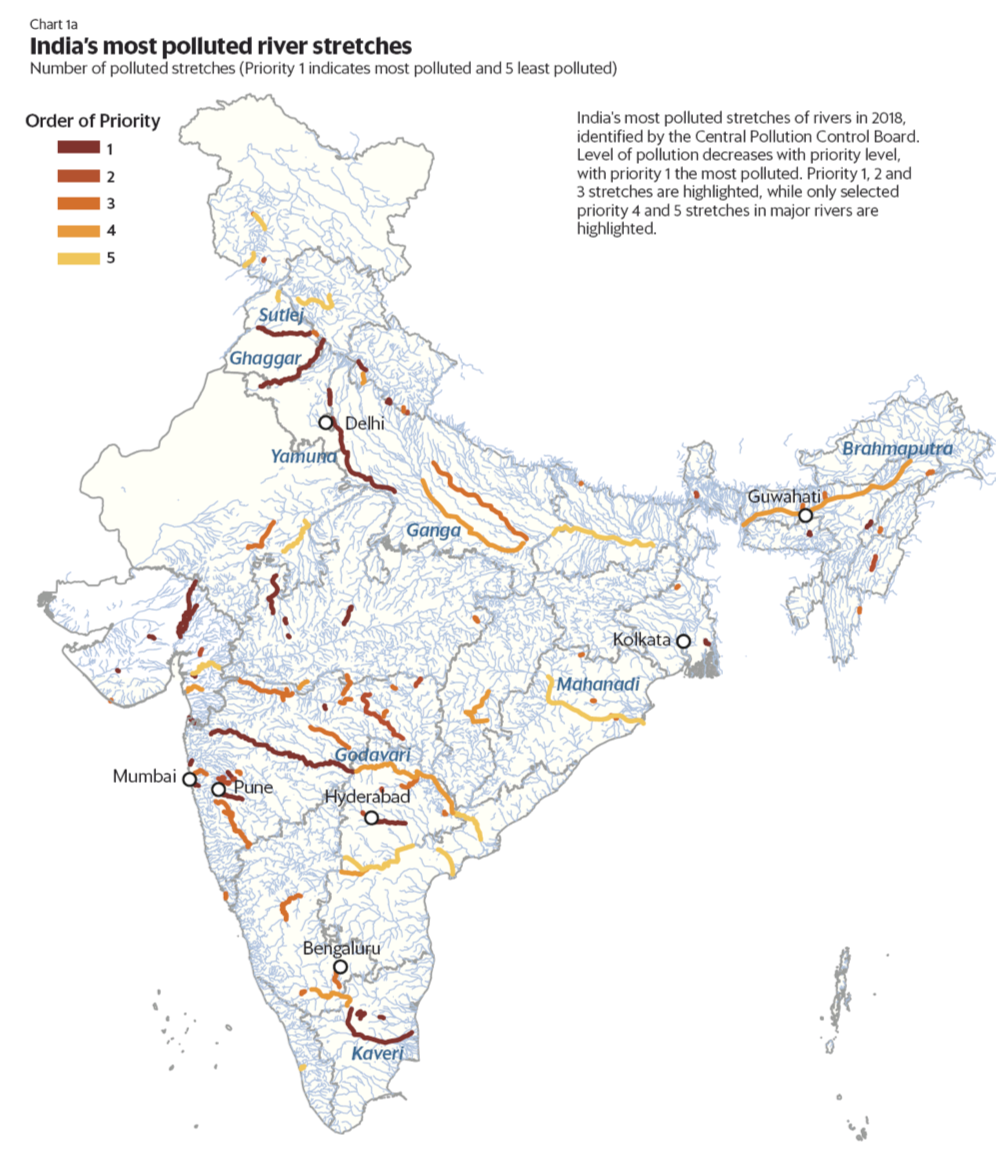 Chart 1a
India's most polluted river stretches
Number of polluted stretches (Priority 1 indicates most polluted and 5 least polluted)
Order of Priority
1
2
3
4
5
India's most polluted stretches of rivers in 2018,
identified by the Central Pollution Control Board.
Level of pollution decreases with priority level,
with priority 1 the most polluted. Priority 1, 2 and
3 stretches are highlighted, while only selected
priority 4 and 5 stretches in major rivers are
highlighted.
Sutlej
Ghaggar
Delhi
Yamuna
Brahmaputra
Guwahati
Ganga
Kolkata
Mahanadi
Godavari
Mumbai
Pune
Hyderabad
Bengaluru
Kaveri